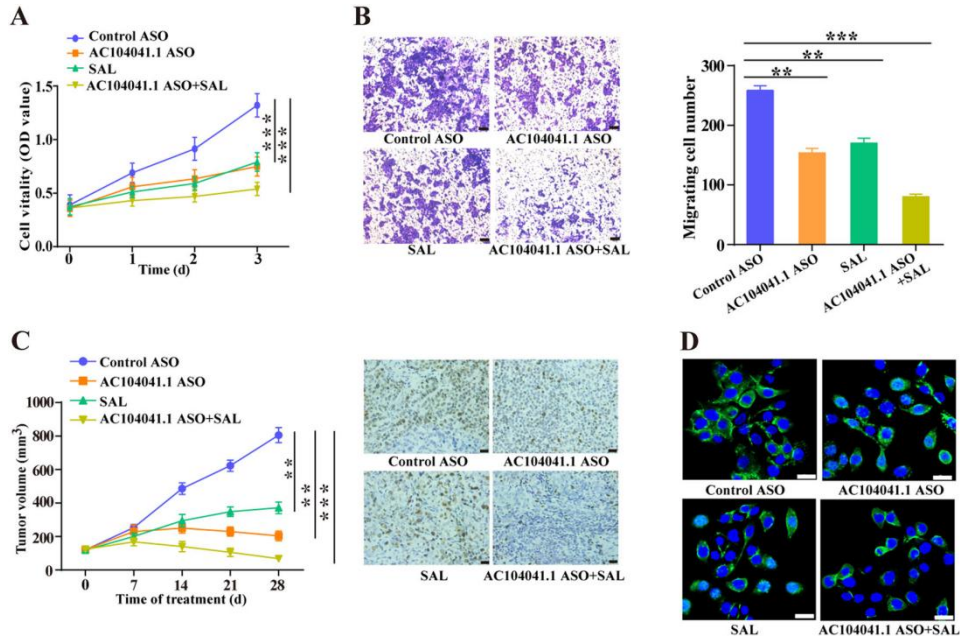 A
Control ASO
AC104041.1 ASO
SAL
AC104041.1 ASO+SAL
Cell vitality (OD value)
1.5
1.0
0.5
0.0
0
1
2
3
Time (d)
**
***
B
Control ASO
AC104041.1 ASO
SAL
AC104041.1 ASO+SAL
Migrating cell number
300
200
100
0
***
**
**
Control ASO
AC104041.1 ASO
SAL
AC104041.1 ASO
+SAL
C
Control ASO
AC104041.1 ASO
SAL
AC104041.1 ASO+SAL
Tumor volume (mm³)
1000
800
600
400
200
0
0
7
14
21
28
Time of treatment (d)
**
**
***
Control ASO
AC104041.1 ASO
SAL
AC104041.1 ASO+SAL
D
Control ASO
AC104041.1 ASO
SAL
AC104041.1 ASO+SAL